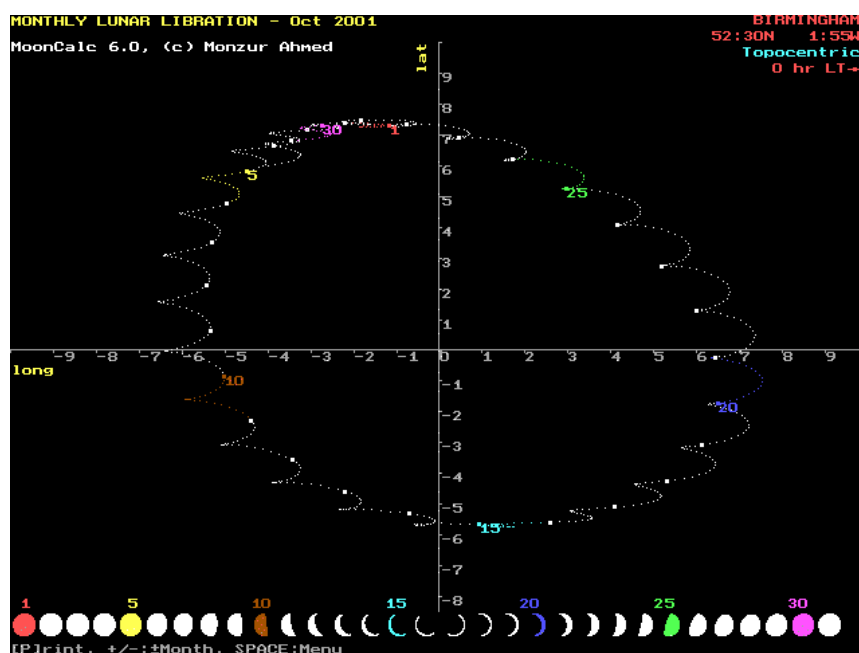 MONTHLY LUNAR LIBRATION - Oct 2001
BIRMINGHAM
52:30N 1:55W
MoonCalc 6.0, (c) Monzur Ahmed
Topocentric
0 hr LT→
lat
9
8
7
6
5
4
3
2
1
30
1
5
25
-9 -8 -7 -6 -5 -4 -3 -2 -1 0 1 2 3 4 5 6 7 8 9
long
10
20
15
-1
-2
-3
-4
-5
-6
-7
-8
1 5 10 15 20 25 30
[P]rint, +/-:±Month, SPACE:Menu